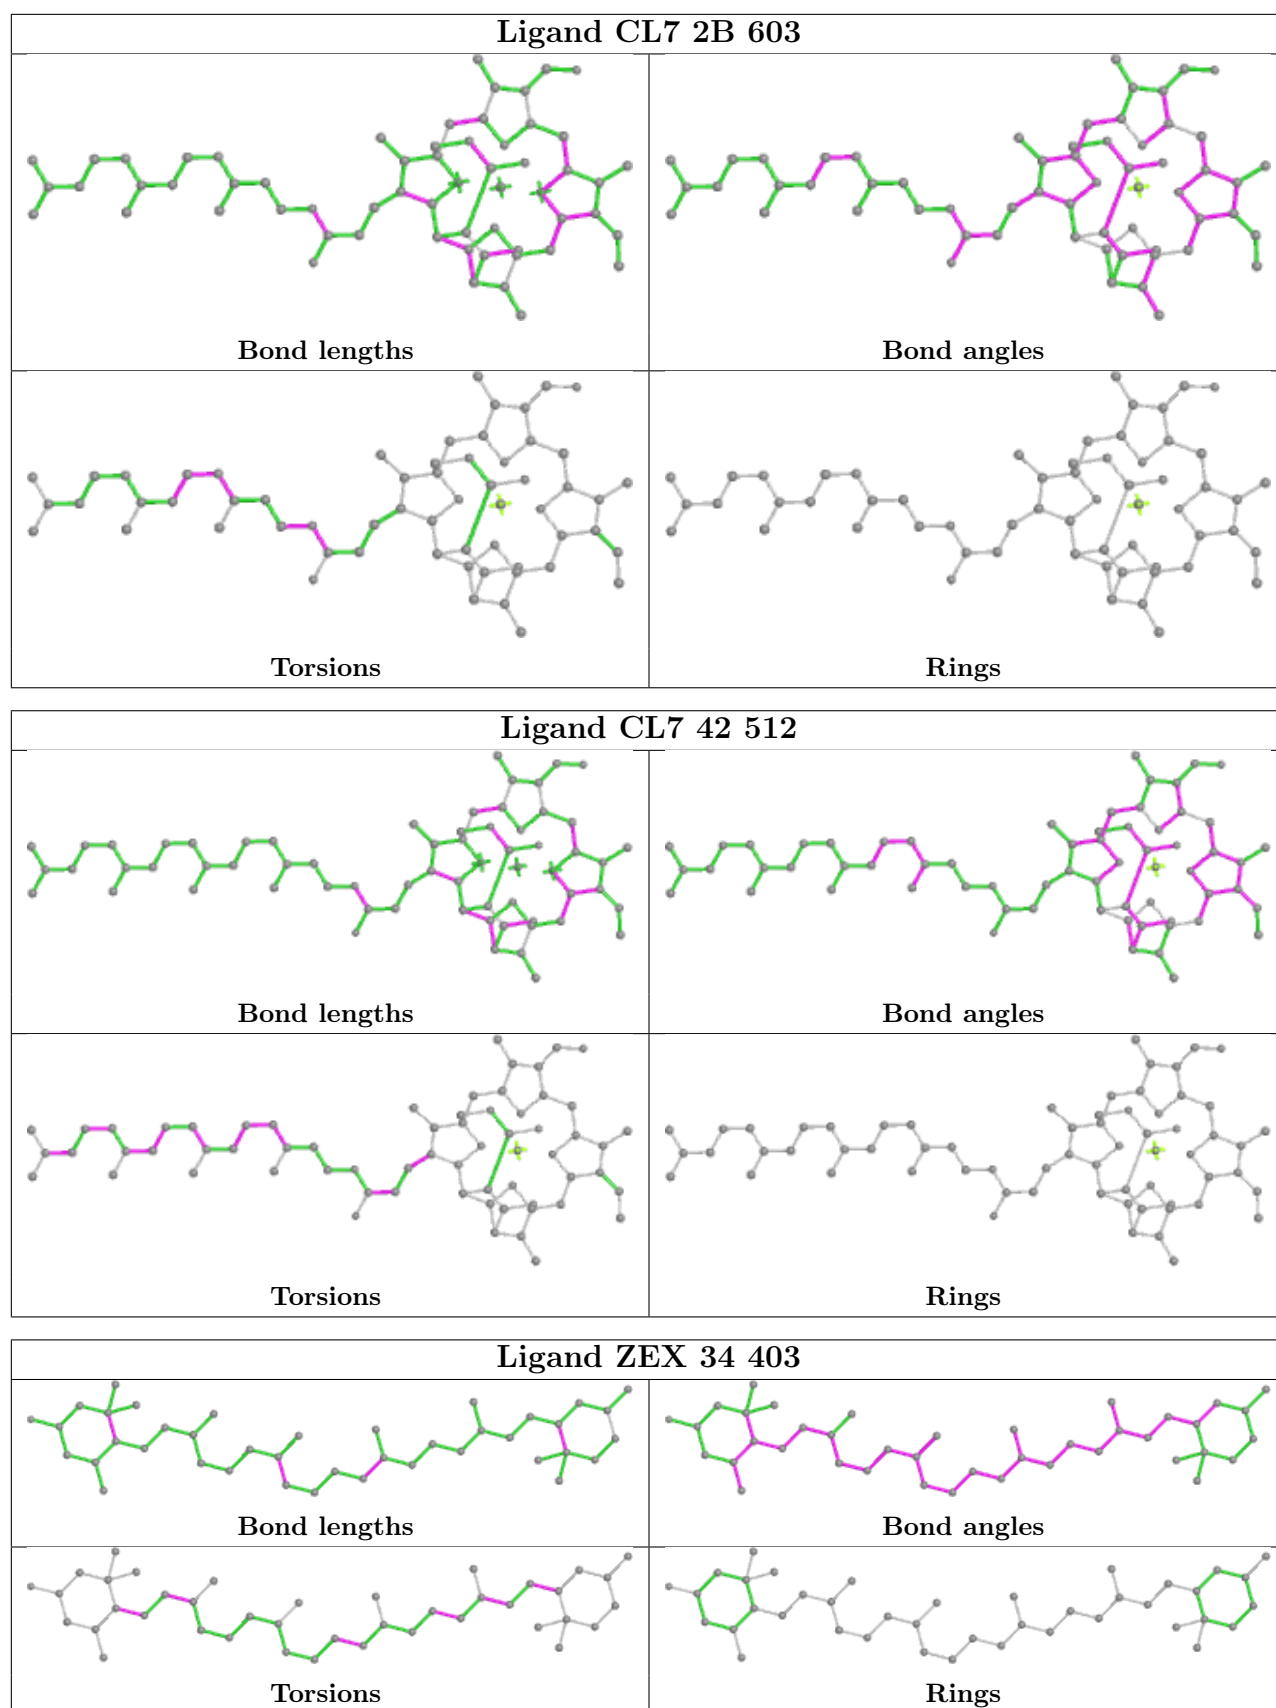 Ligand CL7 2B 603
Bond lengths
Bond angles
Torsions
Rings
Ligand CL7 42 512
Bond lengths
Bond angles
Torsions
Rings
Ligand ZEX 34 403
Bond lengths
Bond angles
Torsions
Rings